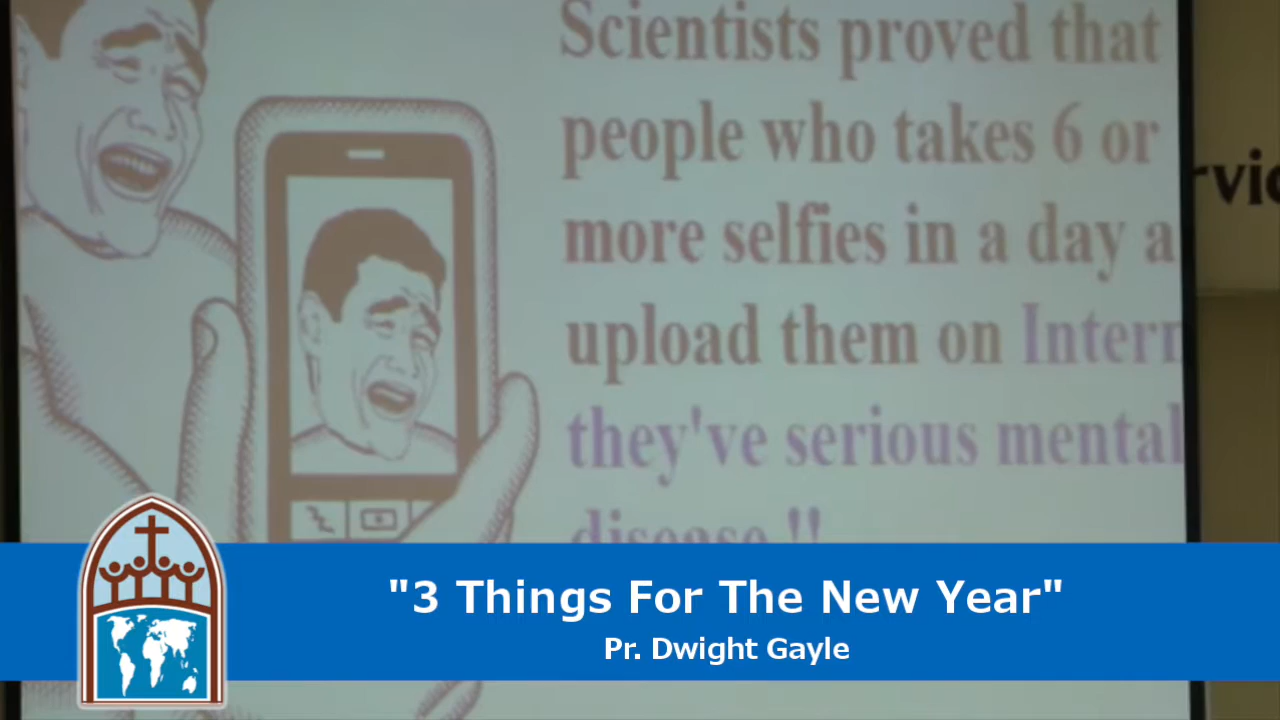 Scientists proved that
people who takes 6 or
more selfies in a day a
upload them on Intern
they've serious mental
disease !!
rvic
"3 Things For The New Year"
Pr. Dwight Gayle